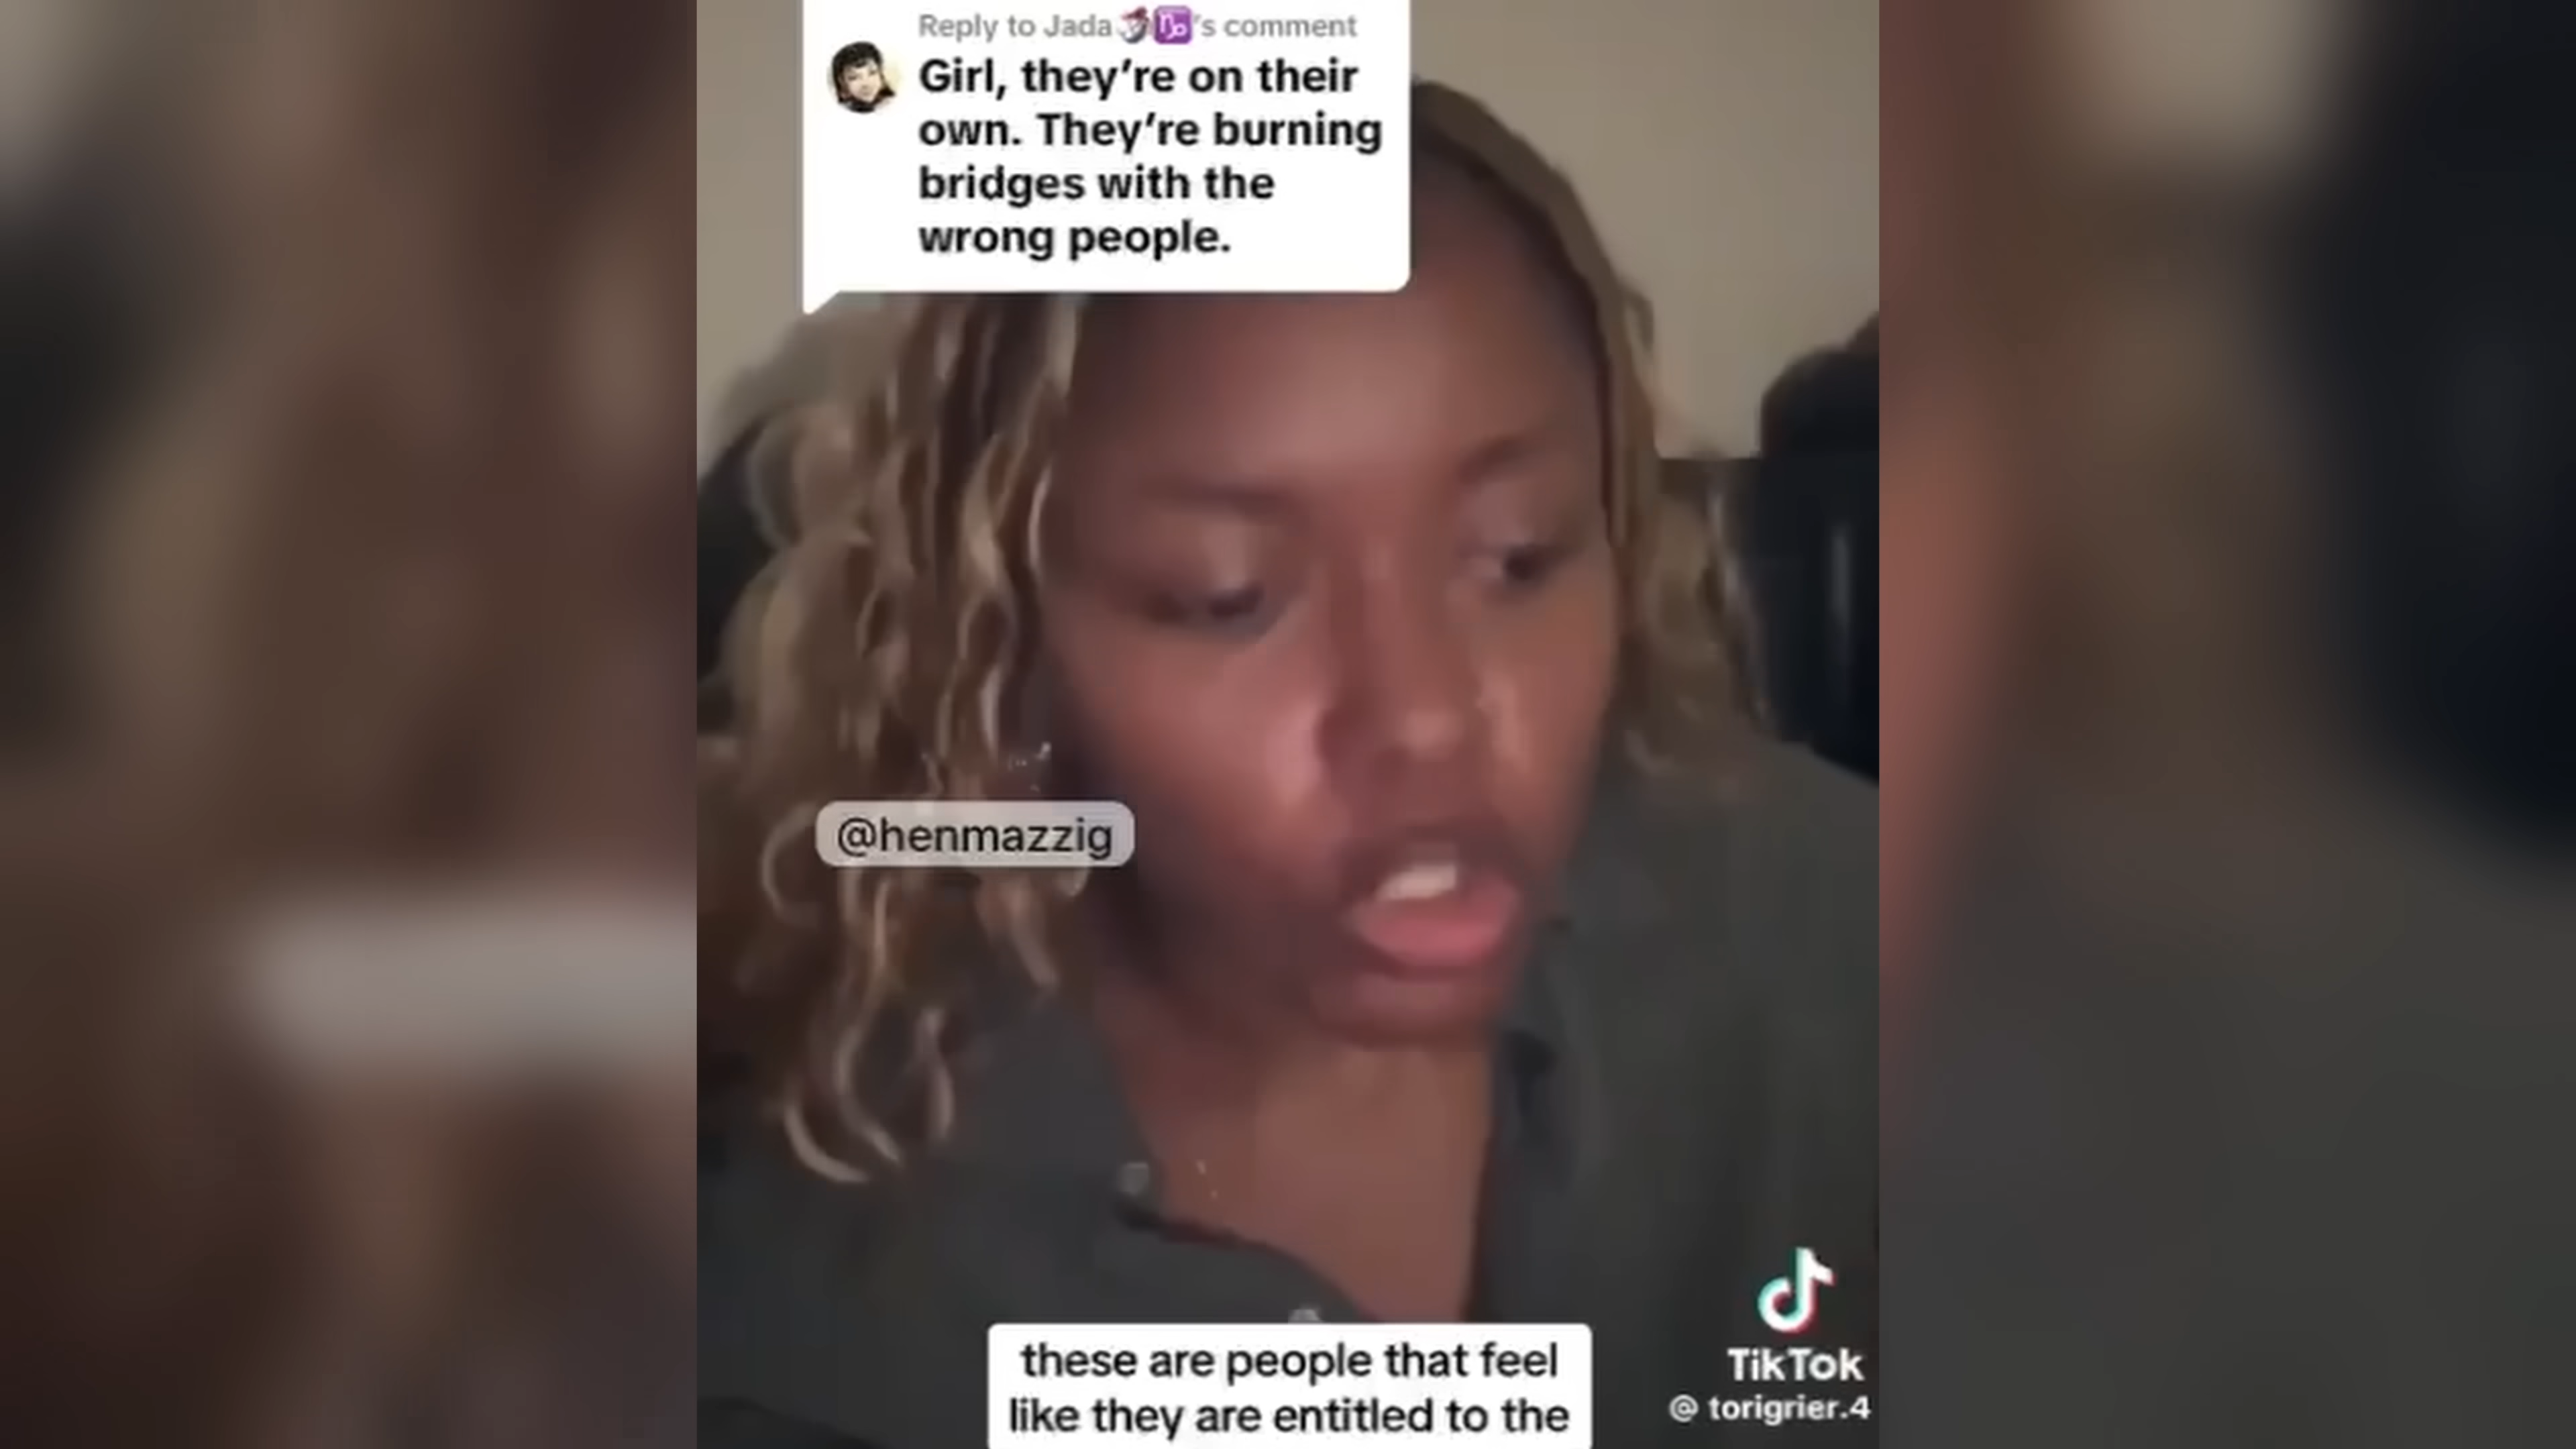 Reply to Jada's comment
Girl, they're on their
own. They're burning
bridges with the
wrong people.
@henmazzig
these are people that feel
like they are entitled to the
TikTok
@ torigrier.4